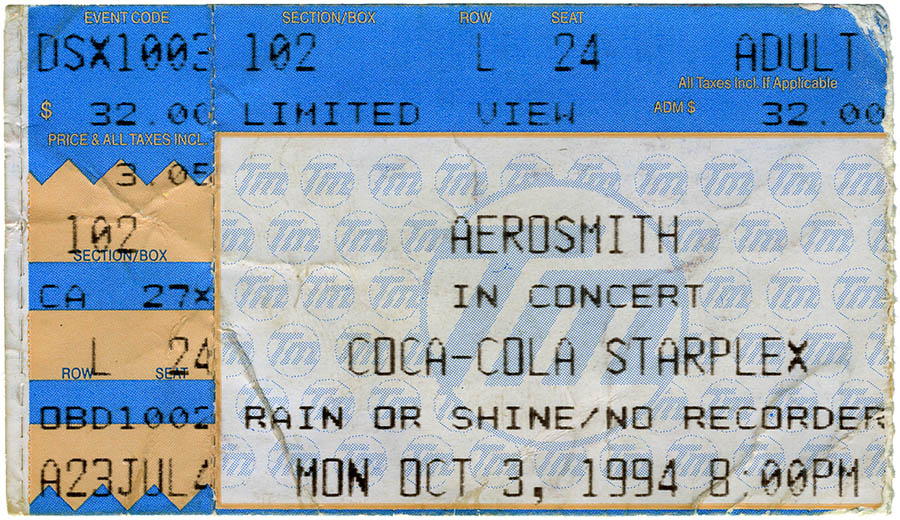 EVENT CODE SECTION/BOX ROW SEAT
DSX1003 102 L 24 ADULT
All Taxes Incl. If Applicable
$ 32.00 LIMITED VIEW ADM $ 32.00
PRICE & ALL TAXES INCL.
3.05
102
SECTION/BOX
CA 27X
L 24
ROW SEAT
OBD1002
A23JUL4
AEROSMITH
IN CONCERT
COCA-COLA STARPLEX
RAIN OR SHINE/NO RECORDER
MON OCT 3, 1994 8:00PM